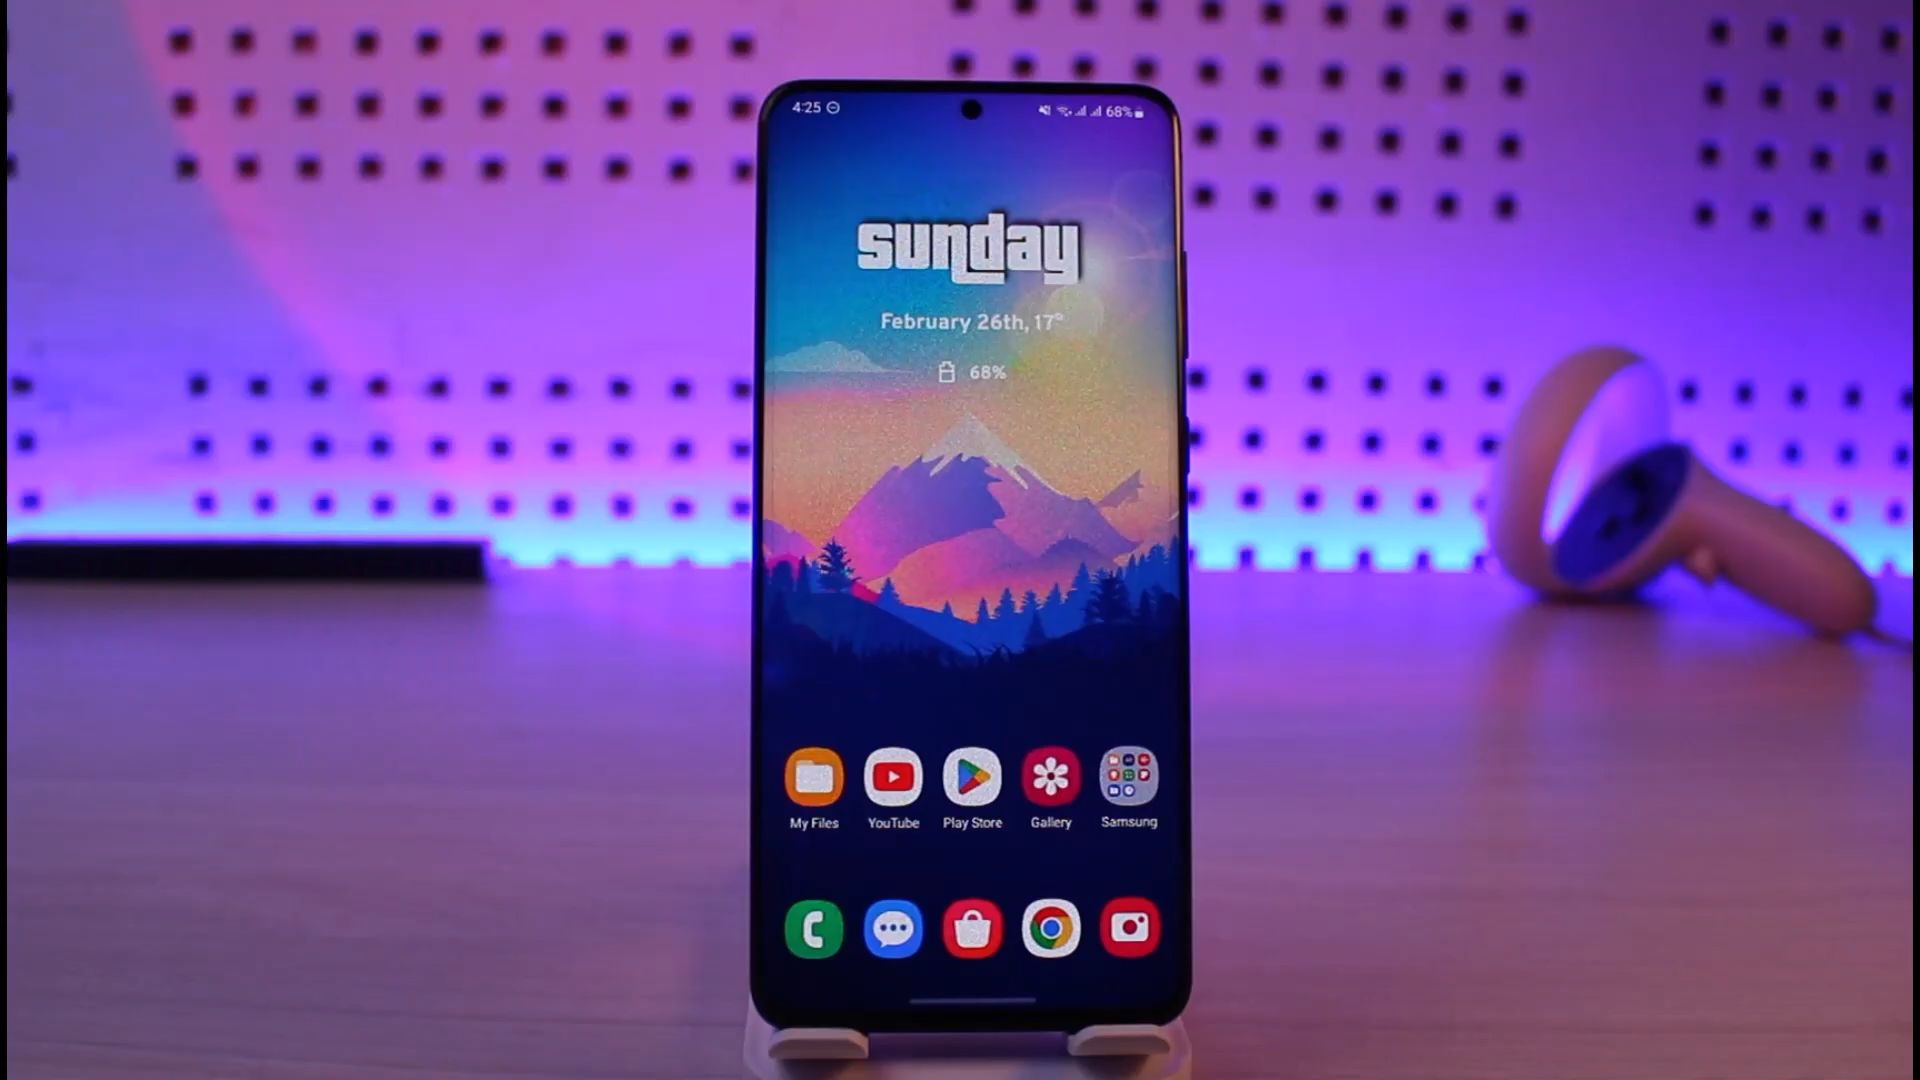 4:25
68%
sunday
February 26th, 17°
68%
My Files YouTube Play Store Gallery Samsung